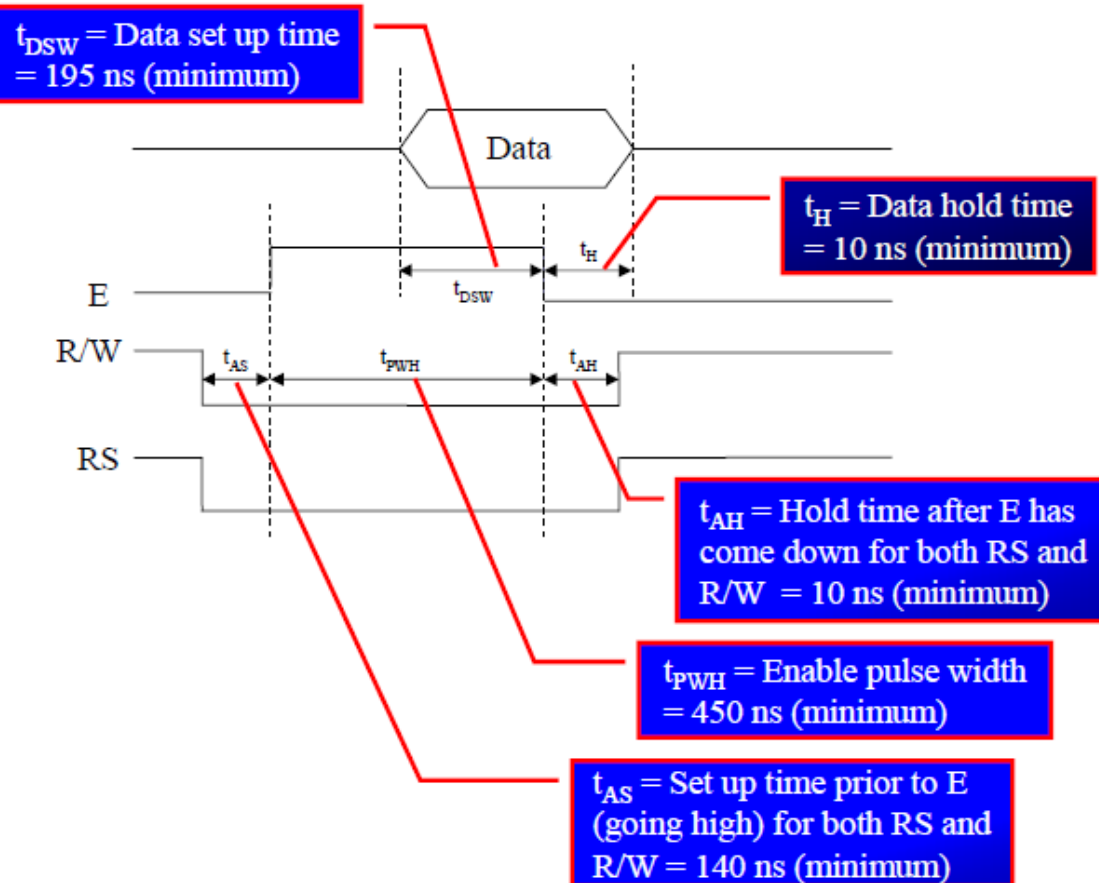 tDSW = Data set up time
= 195 ns (minimum)
Data
tH = Data hold time
= 10 ns (minimum)
tH
tDSW
E
R/W
tAS
tPWH
tAH
RS
tAH = Hold time after E has
come down for both RS and
R/W = 10 ns (minimum)
tPWH = Enable pulse width
= 450 ns (minimum)
tAS = Set up time prior to E
(going high) for both RS and
R/W = 140 ns (minimum)